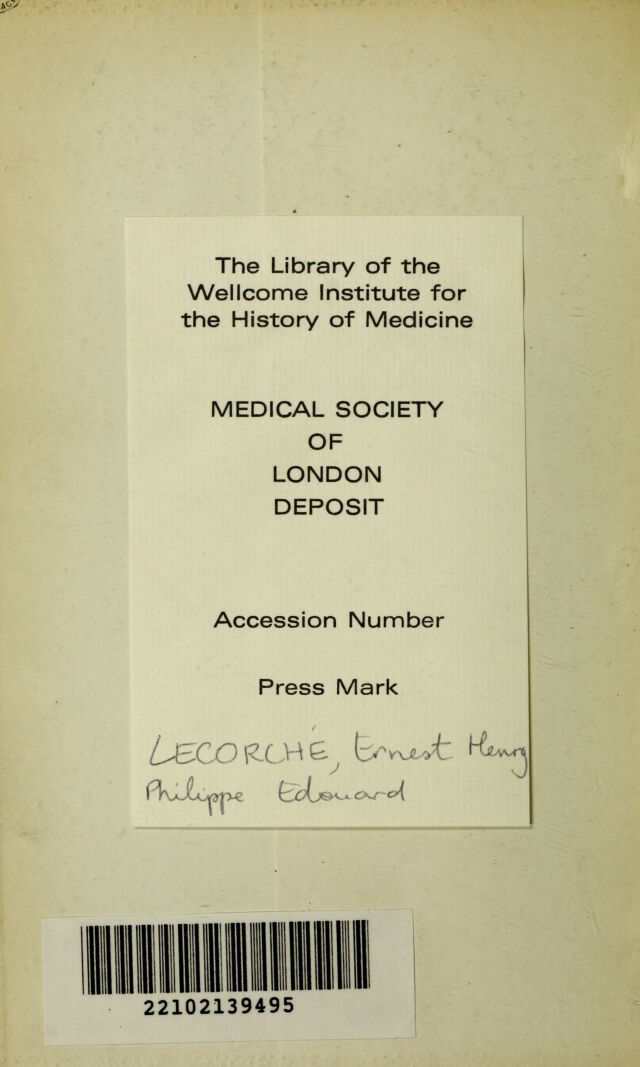 The Library of the
Wellcome Institute for
the History of Medicine
MEDICAL SOCIETY
OF
LONDON
DEPOSIT
Accession Number
Press Mark
LECORCHÉ, Ernest Henry
Philippe Edouard
22102139495